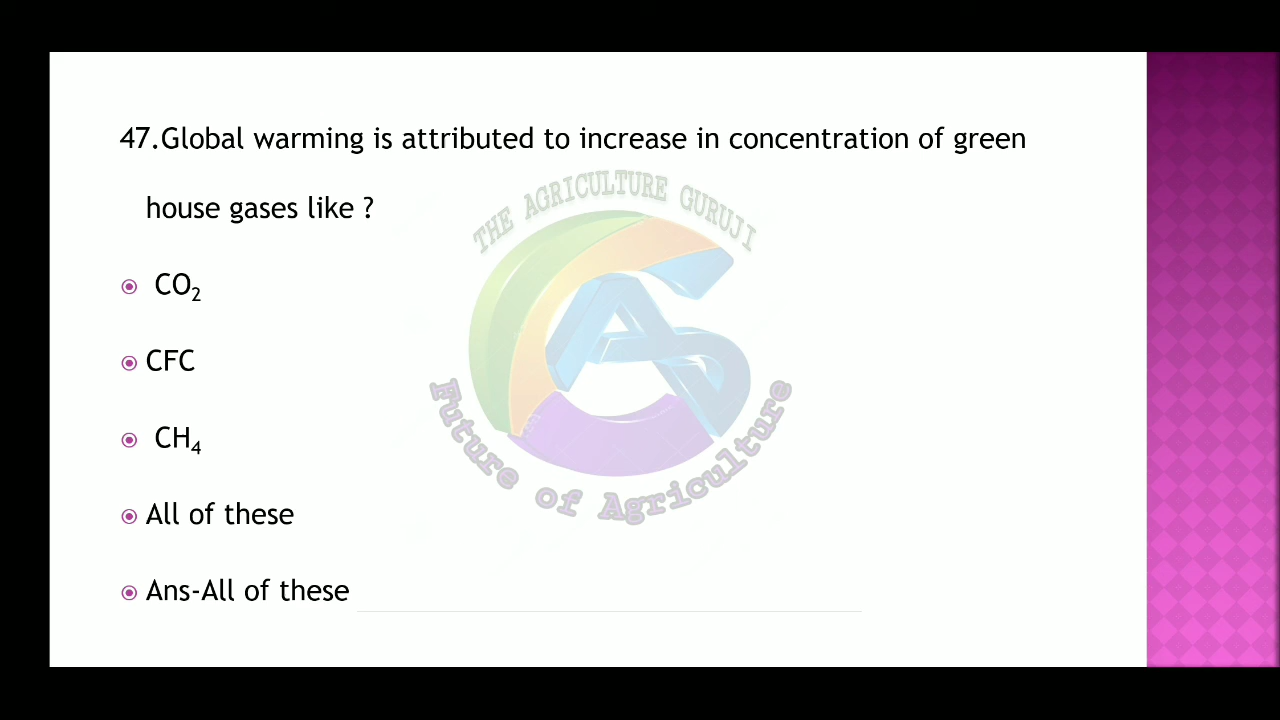 47.Global warming is attributed to increase in concentration of green
house gases like ?
THE AGRICULTURE GURUJI
CO₂
CFC
CH₄
Future of Agriculture
All of these
Ans-All of these